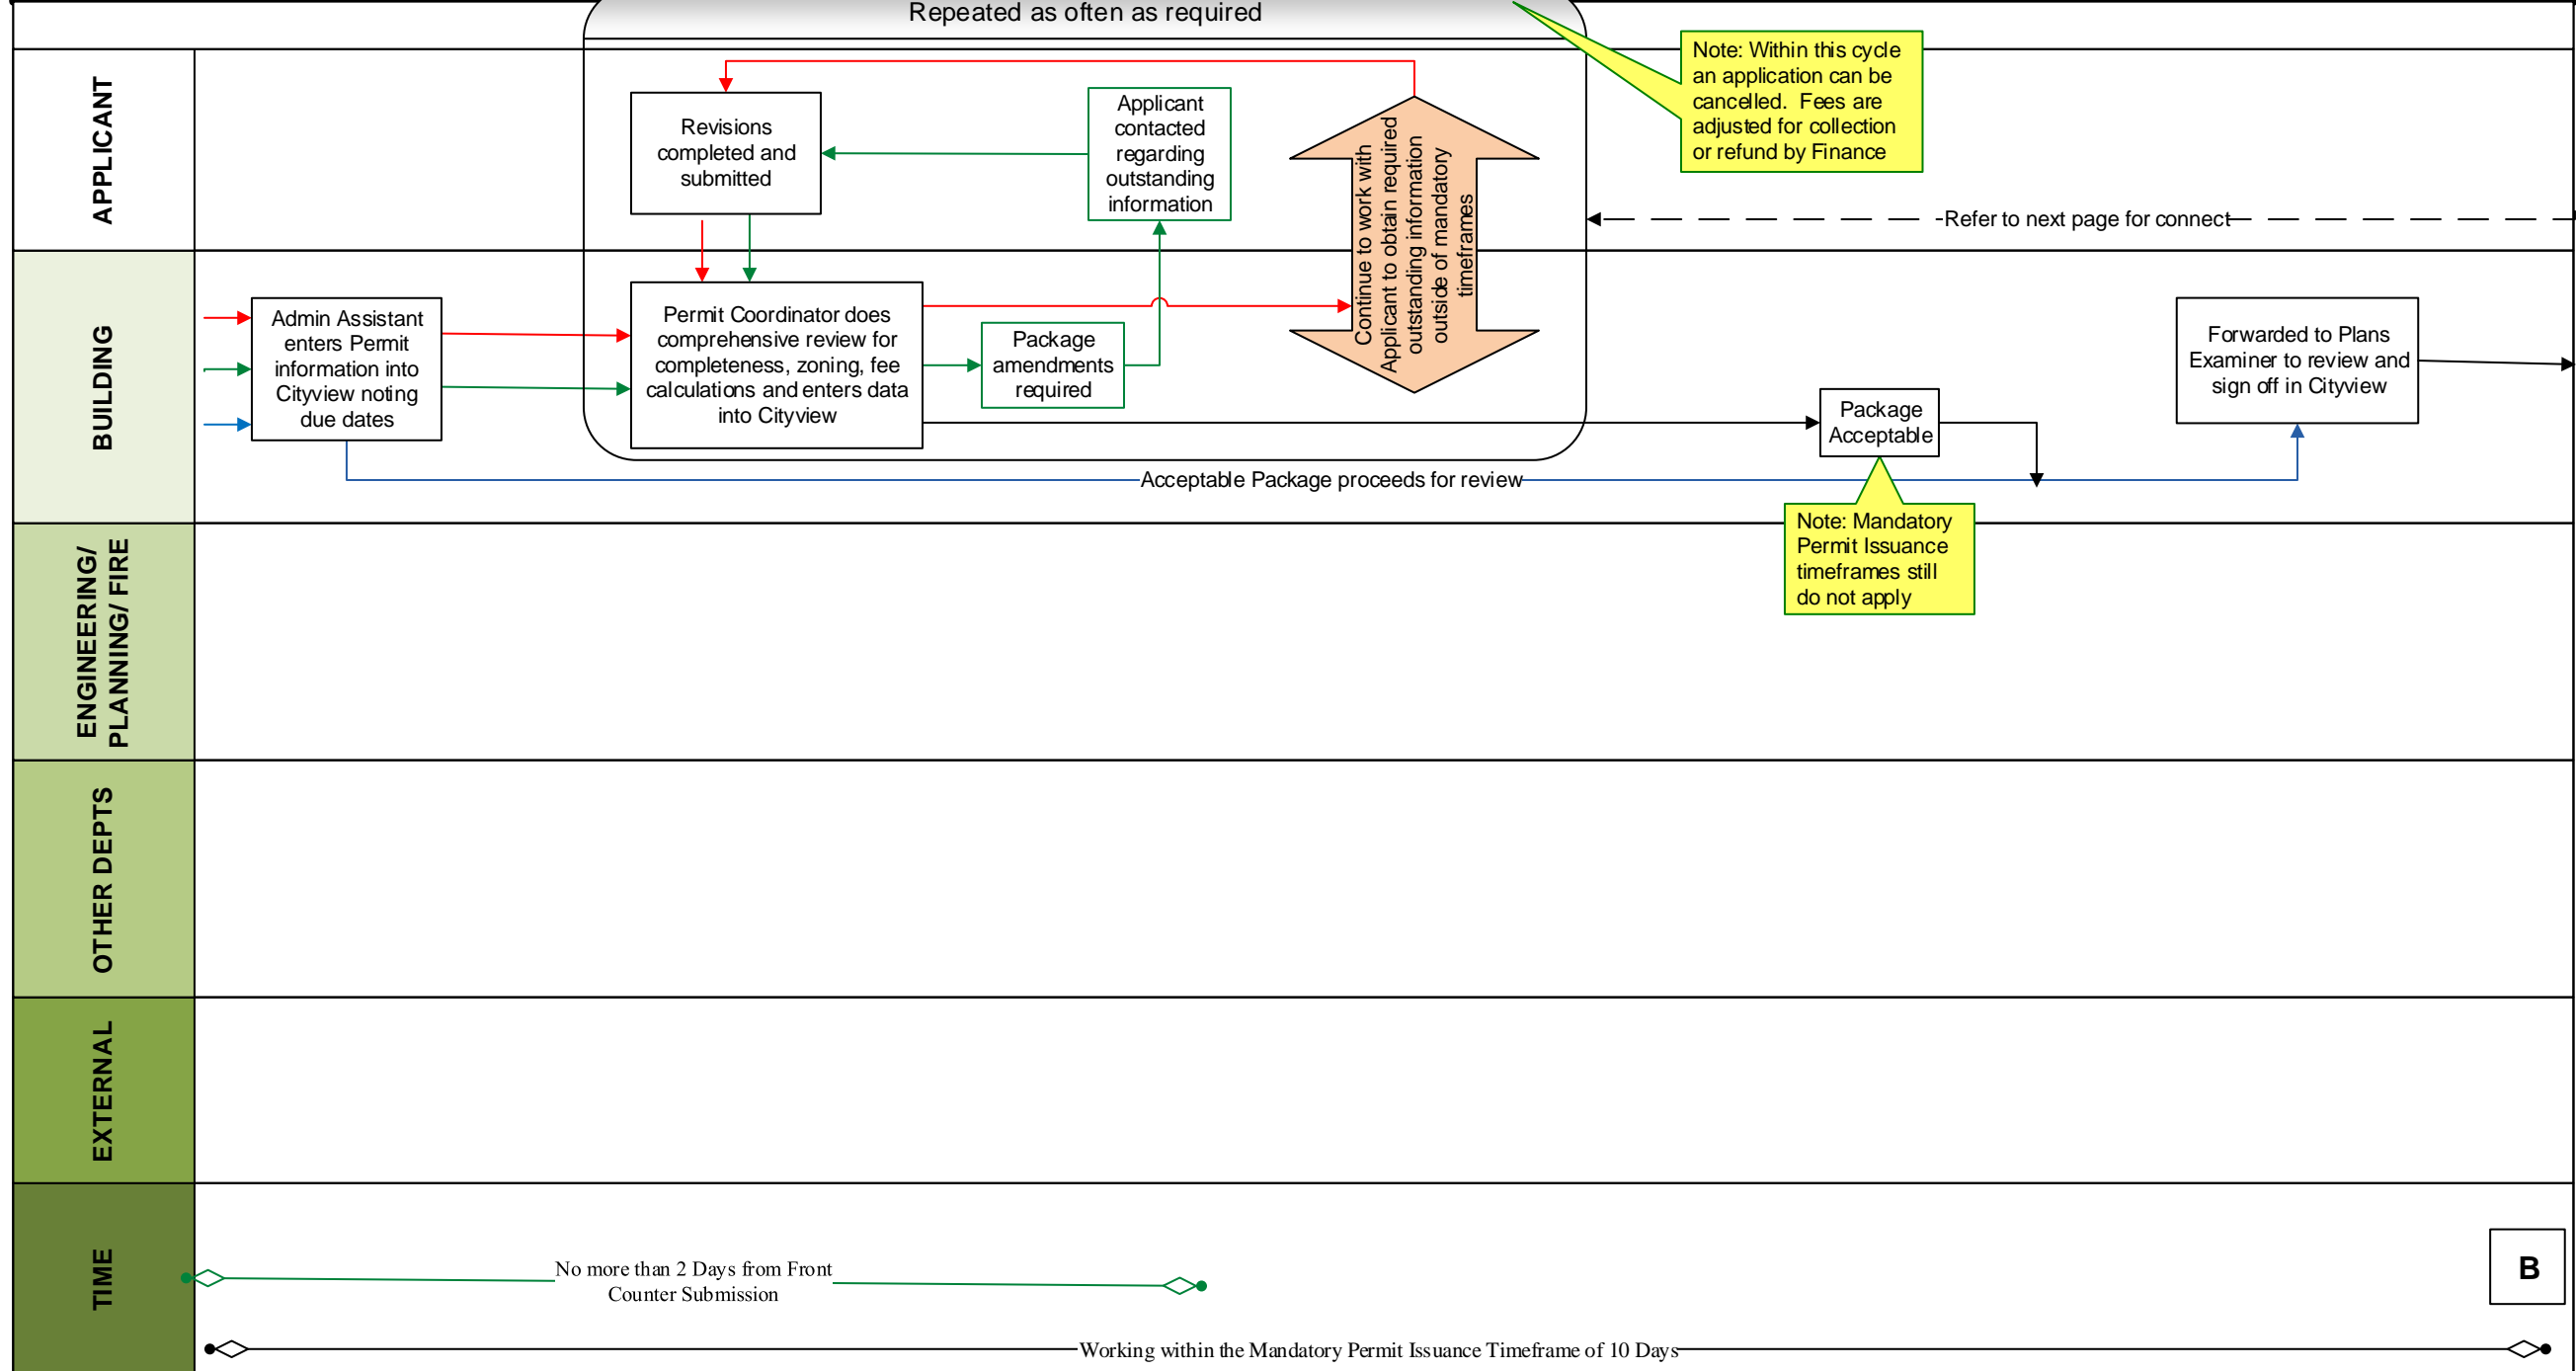 Repeated as often as required
Note: Within this cycle
an application can be
cancelled.  Fees are
adjusted for collection
or refund by Finance
APPLICANT
Revisions
completed and
submitted
Applicant
contacted
regarding
outstanding
information
Continue to work with
Applicant to obtain required
outstanding information
outside of mandatory
timeframes
Refer to next page for connect
BUILDING
Admin Assistant
enters Permit
information into
Cityview noting
due dates
Permit Coordinator does
comprehensive review for
completeness, zoning, fee
calculations and enters data
into Cityview
Package
amendments
required
Package
Acceptable
Forwarded to Plans
Examiner to review and
sign off in Cityview
Acceptable Package proceeds for review
Note: Mandatory
Permit Issuance
timeframes still
do not apply
ENGINEERING/
PLANNING/ FIRE
OTHER DEPTS
EXTERNAL
TIME
No more than 2 Days from Front
Counter Submission
B
Working within the Mandatory Permit Issuance Timeframe of 10 Days